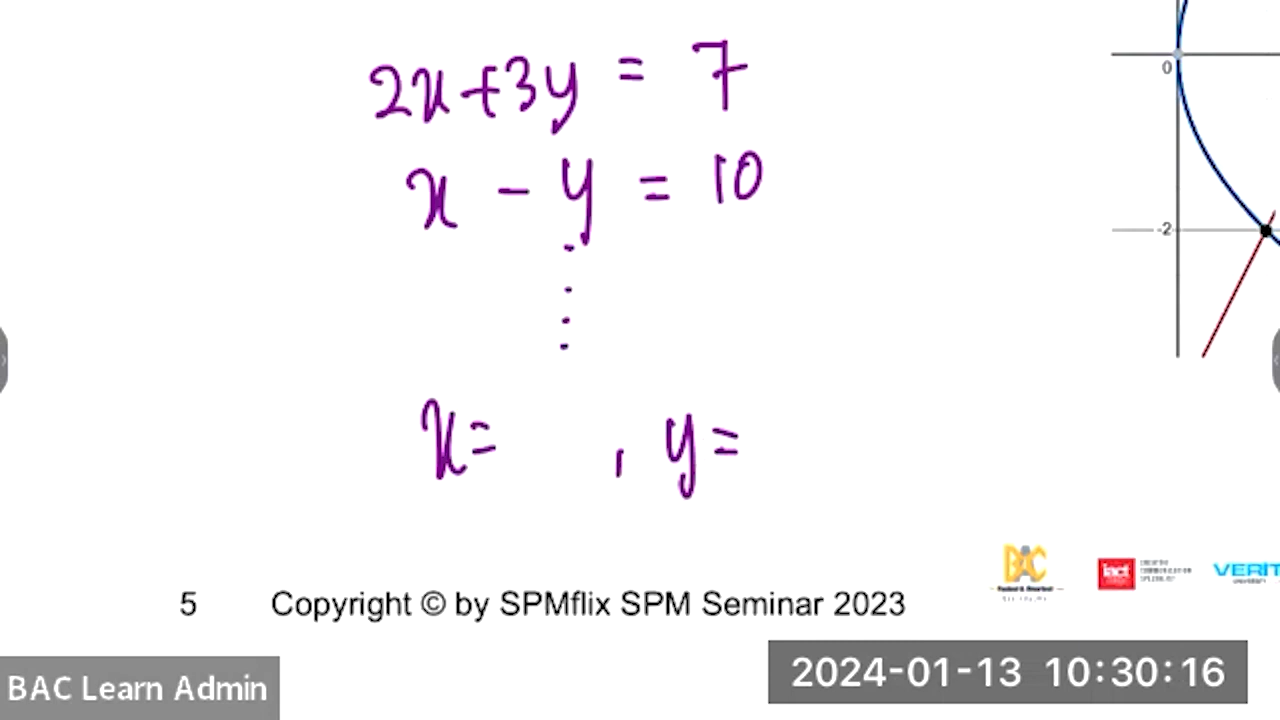 2x+3y = 7
x - y = 10
x= , y=
0
-2
BAC
iact
VERIT
5 Copyright © by SPMflix SPM Seminar 2023
BAC Learn Admin
2024-01-13 10:30:16